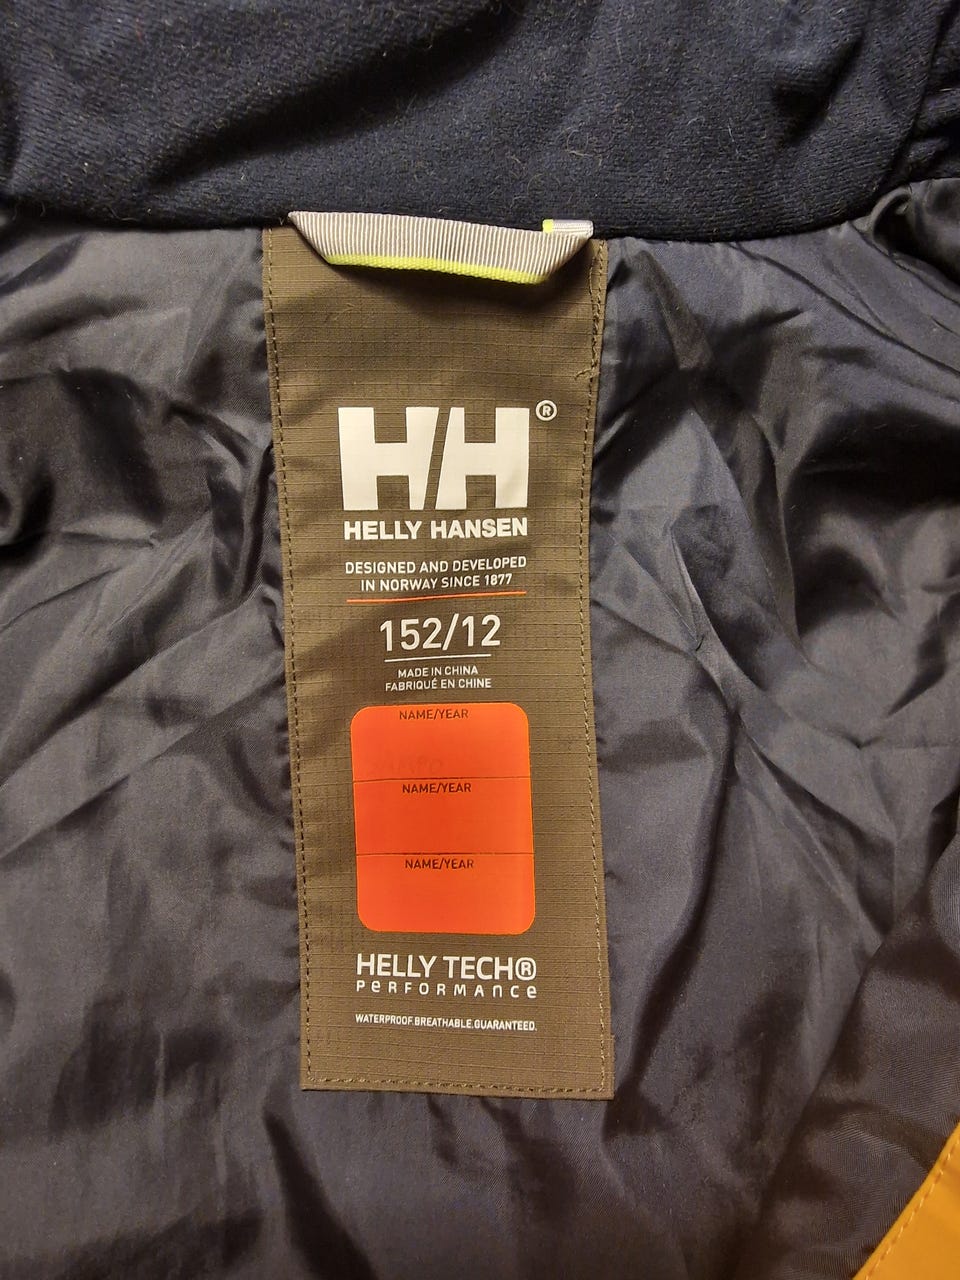 HH®
HELLY HANSEN
DESIGNED AND DEVELOPED
IN NORWAY SINCE 1877
152/12
MADE IN CHINA
FABRIQUÉ EN CHINE
NAME/YEAR
NAME/YEAR
NAME/YEAR
HELLY TECH®
PERFORMANCE
WATERPROOF.BREATHABLE.GUARANTEED.